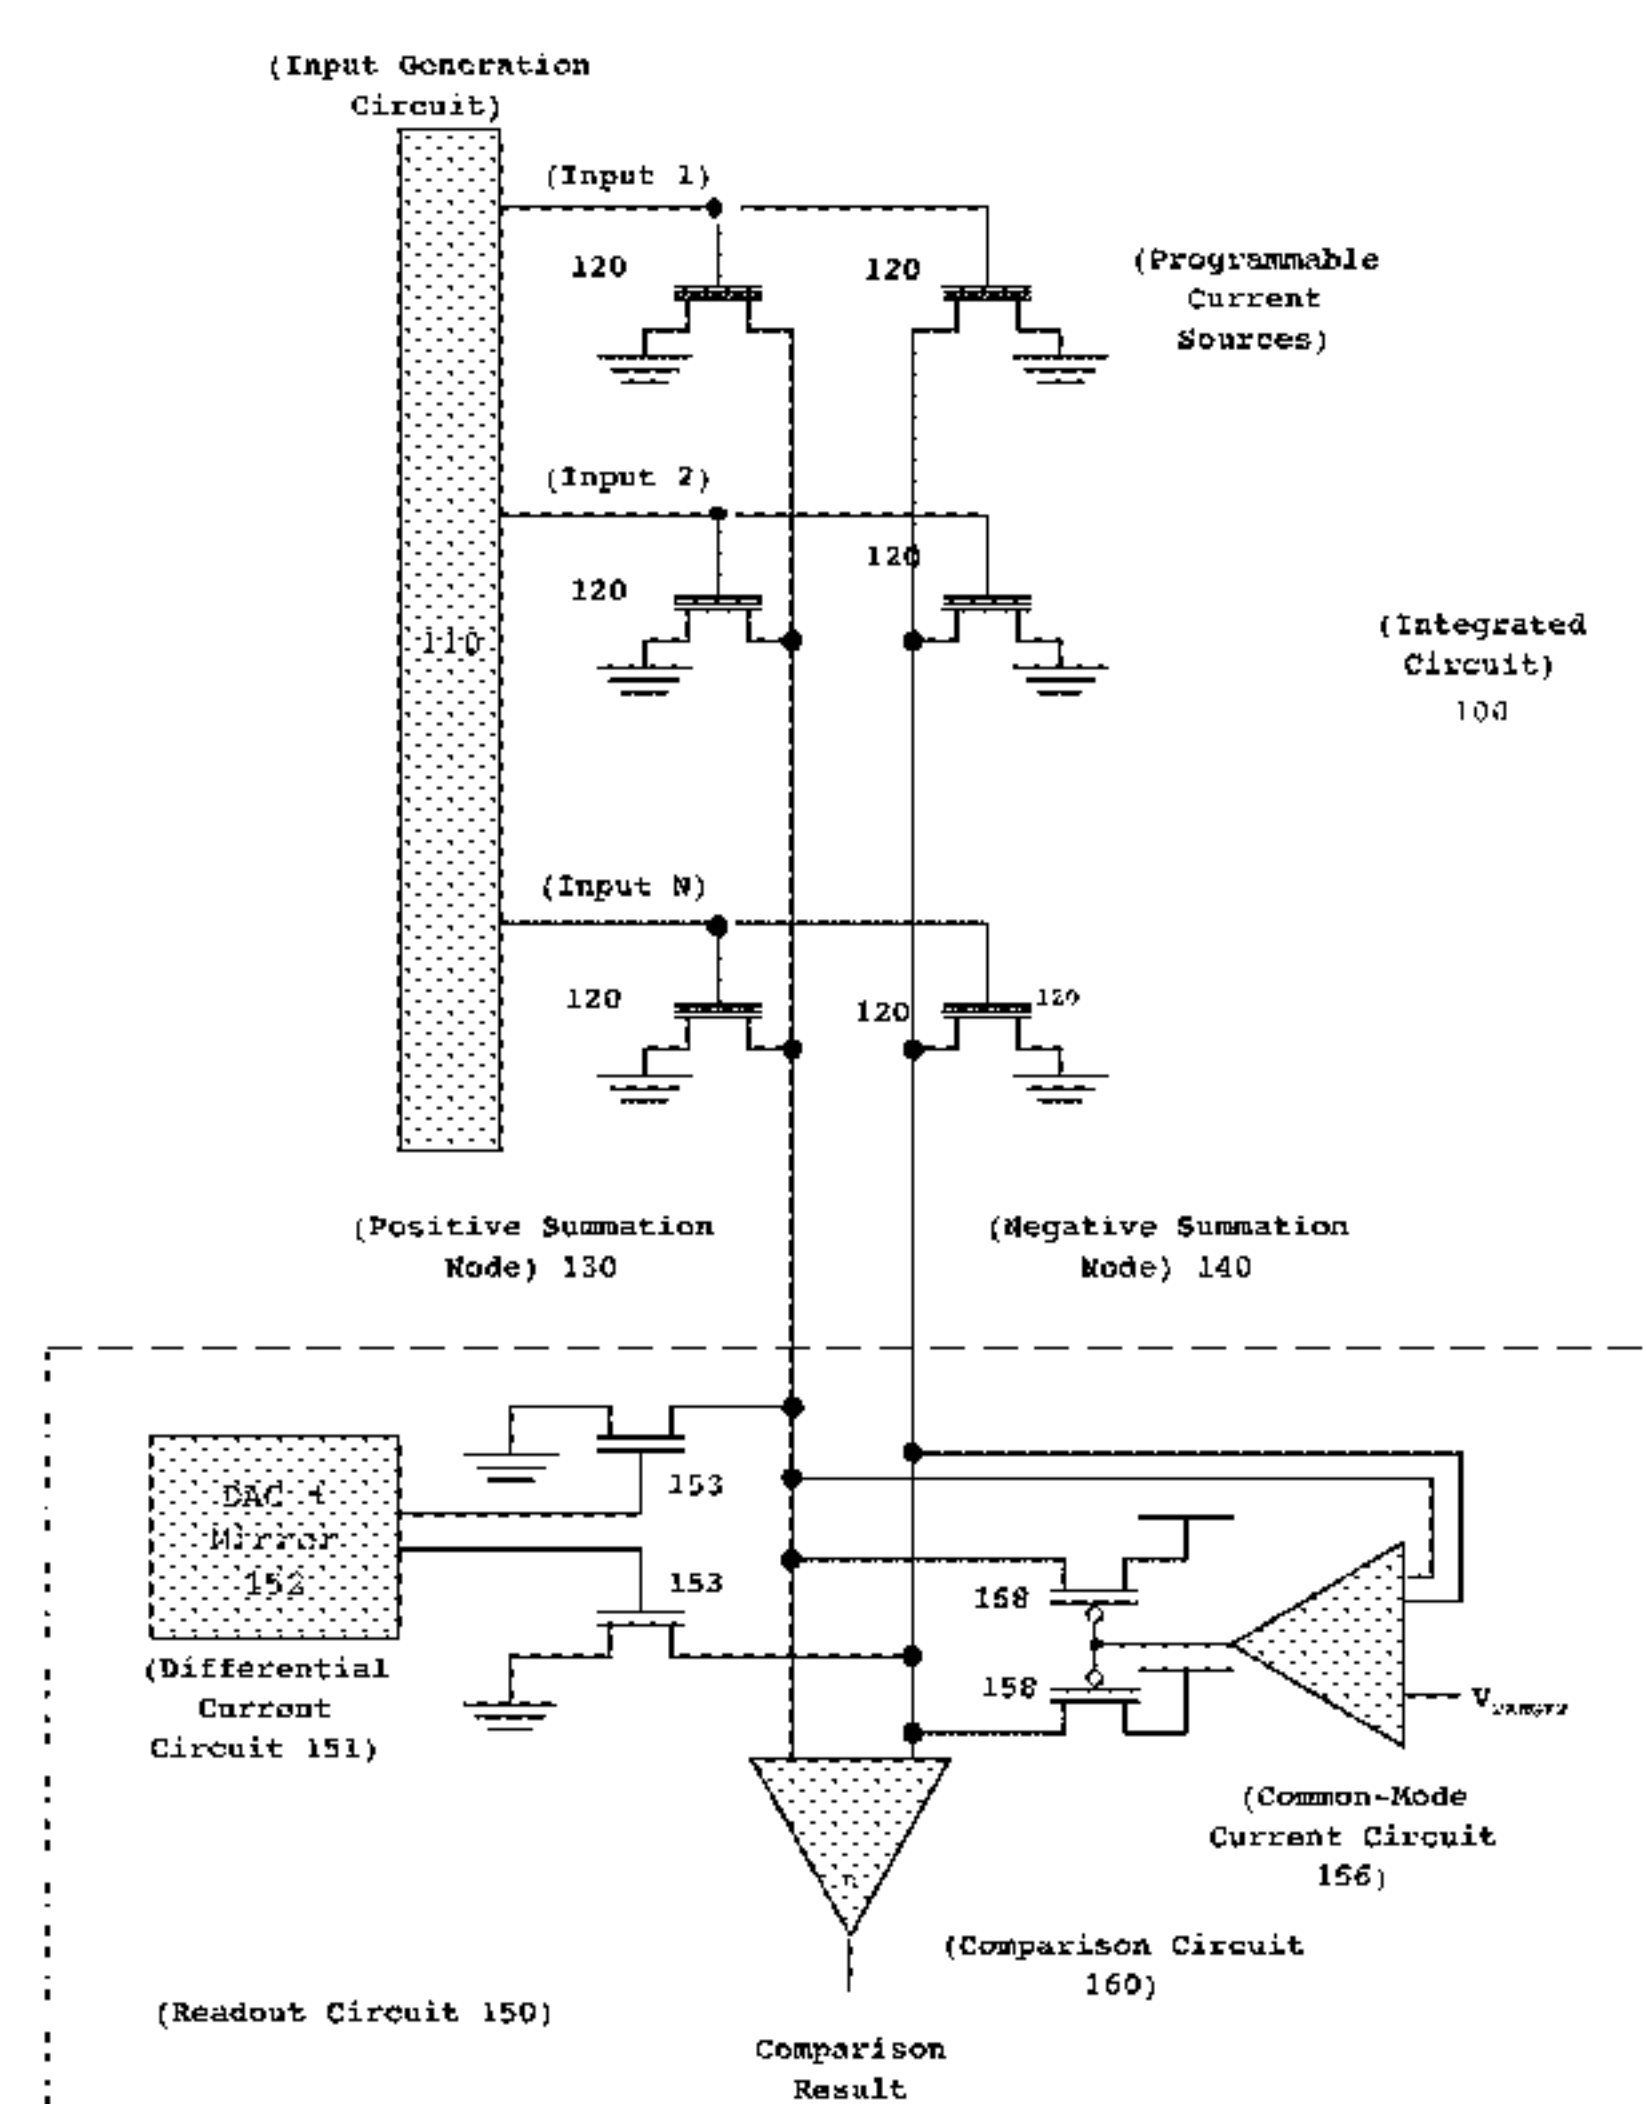 (Input Generation
Circuit)
(Input 1)
120
120
(Programmable
Current
Sources)
(Input 2)
120
120
110
(Integrated
Circuit)
100
(Input N)
120
120
120
(Positive Summation
Node) 130
(Negative Summation
Node) 140
153
DAC +
Mirror
152
153
158
158
(Differential
Current
Circuit 151)
(Common-Mode
Current Circuit
156)
(Comparison Circuit
160)
(Readout Circuit 150)
Comparison
Result